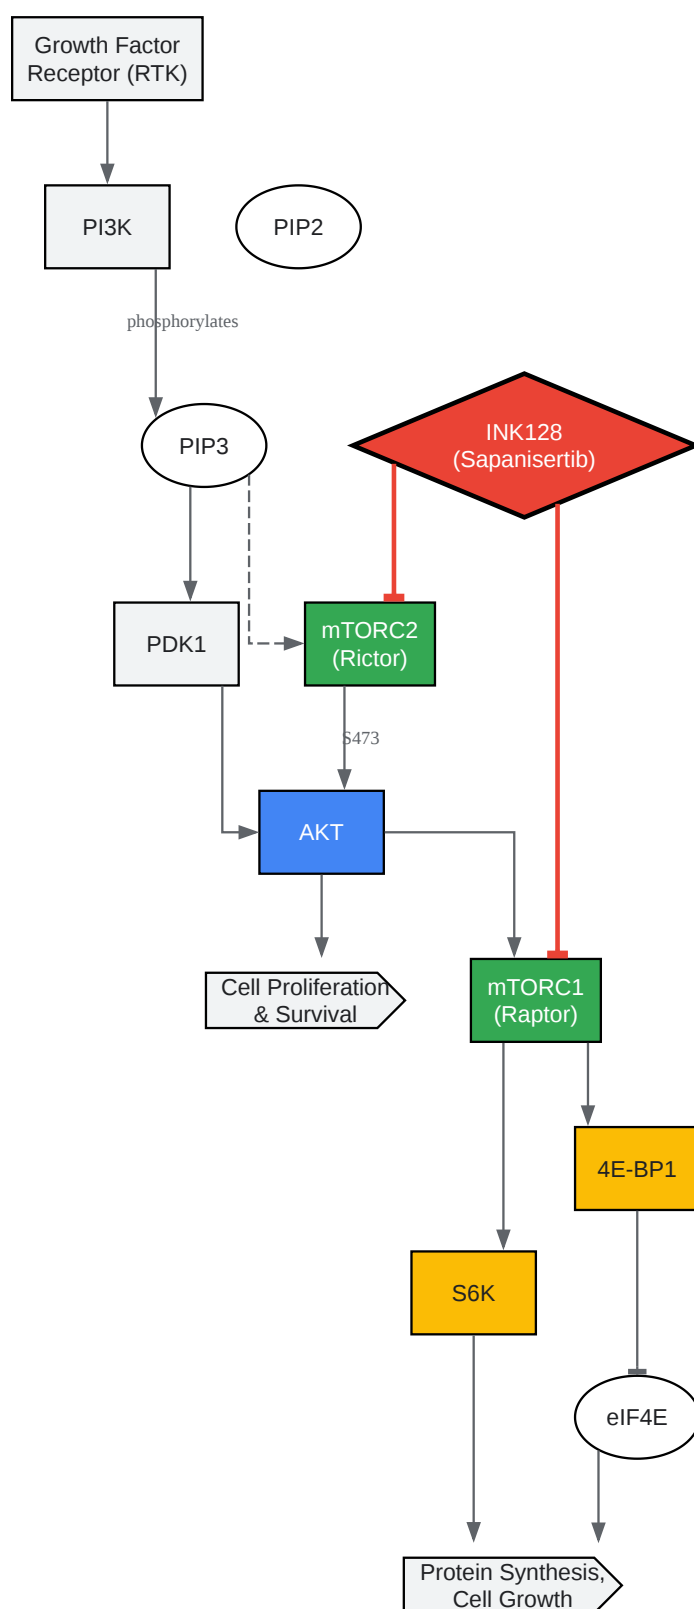 Growth Factor
Receptor (RTK)
PI3K
PIP2
phosphorylates
PIP3
INK128
(Sapanisertib)
PDK1
mTORC2
(Rictor)
S473
AKT
Cell Proliferation
& Survival
mTORC1
(Raptor)
4E-BP1
S6K
eIF4E
Protein Synthesis,
Cell Growth